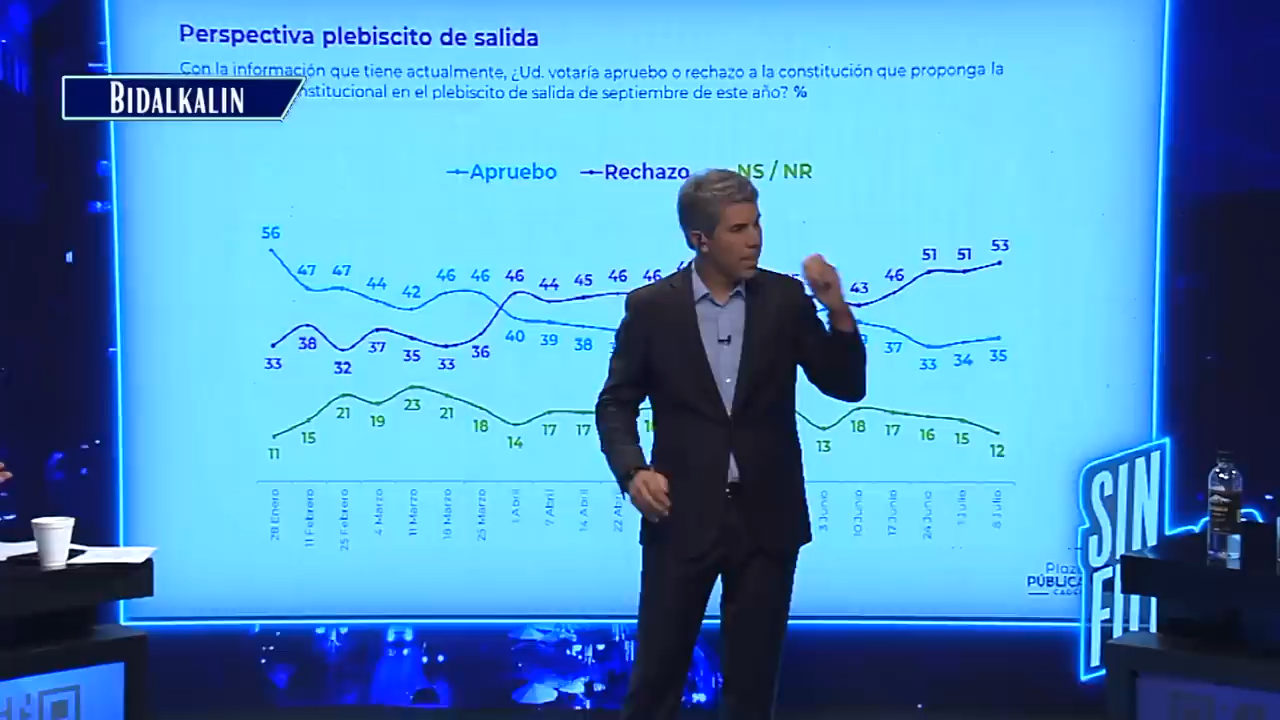 Perspectiva plebiscito de salida
Con la información que tiene actualmente, ¿Ud. votaría apruebo o rechazo a la constitución que proponga la
en el plebiscito de salida de septiembre de este año? %
BIDALKALIN
Apruebo Rechazo NS / NR
56 47 47 44 42 46 46 46 44 45 46 46 43 46 51 51 53
33 38 32 37 35 33 36 40 39 38 37 33 34 35
11 15 21 19 23 21 18 14 17 17 13 18 17 16 15 12
28 Enero
11 Febrero
25 Febrero
4 Marzo
11 Marzo
18 Marzo
25 Marzo
1 Abril
7 Abril
14 Abril
3 Junio
10 Junio
17 Junio
24 Junio
1 Julio
8 Julio
SIN